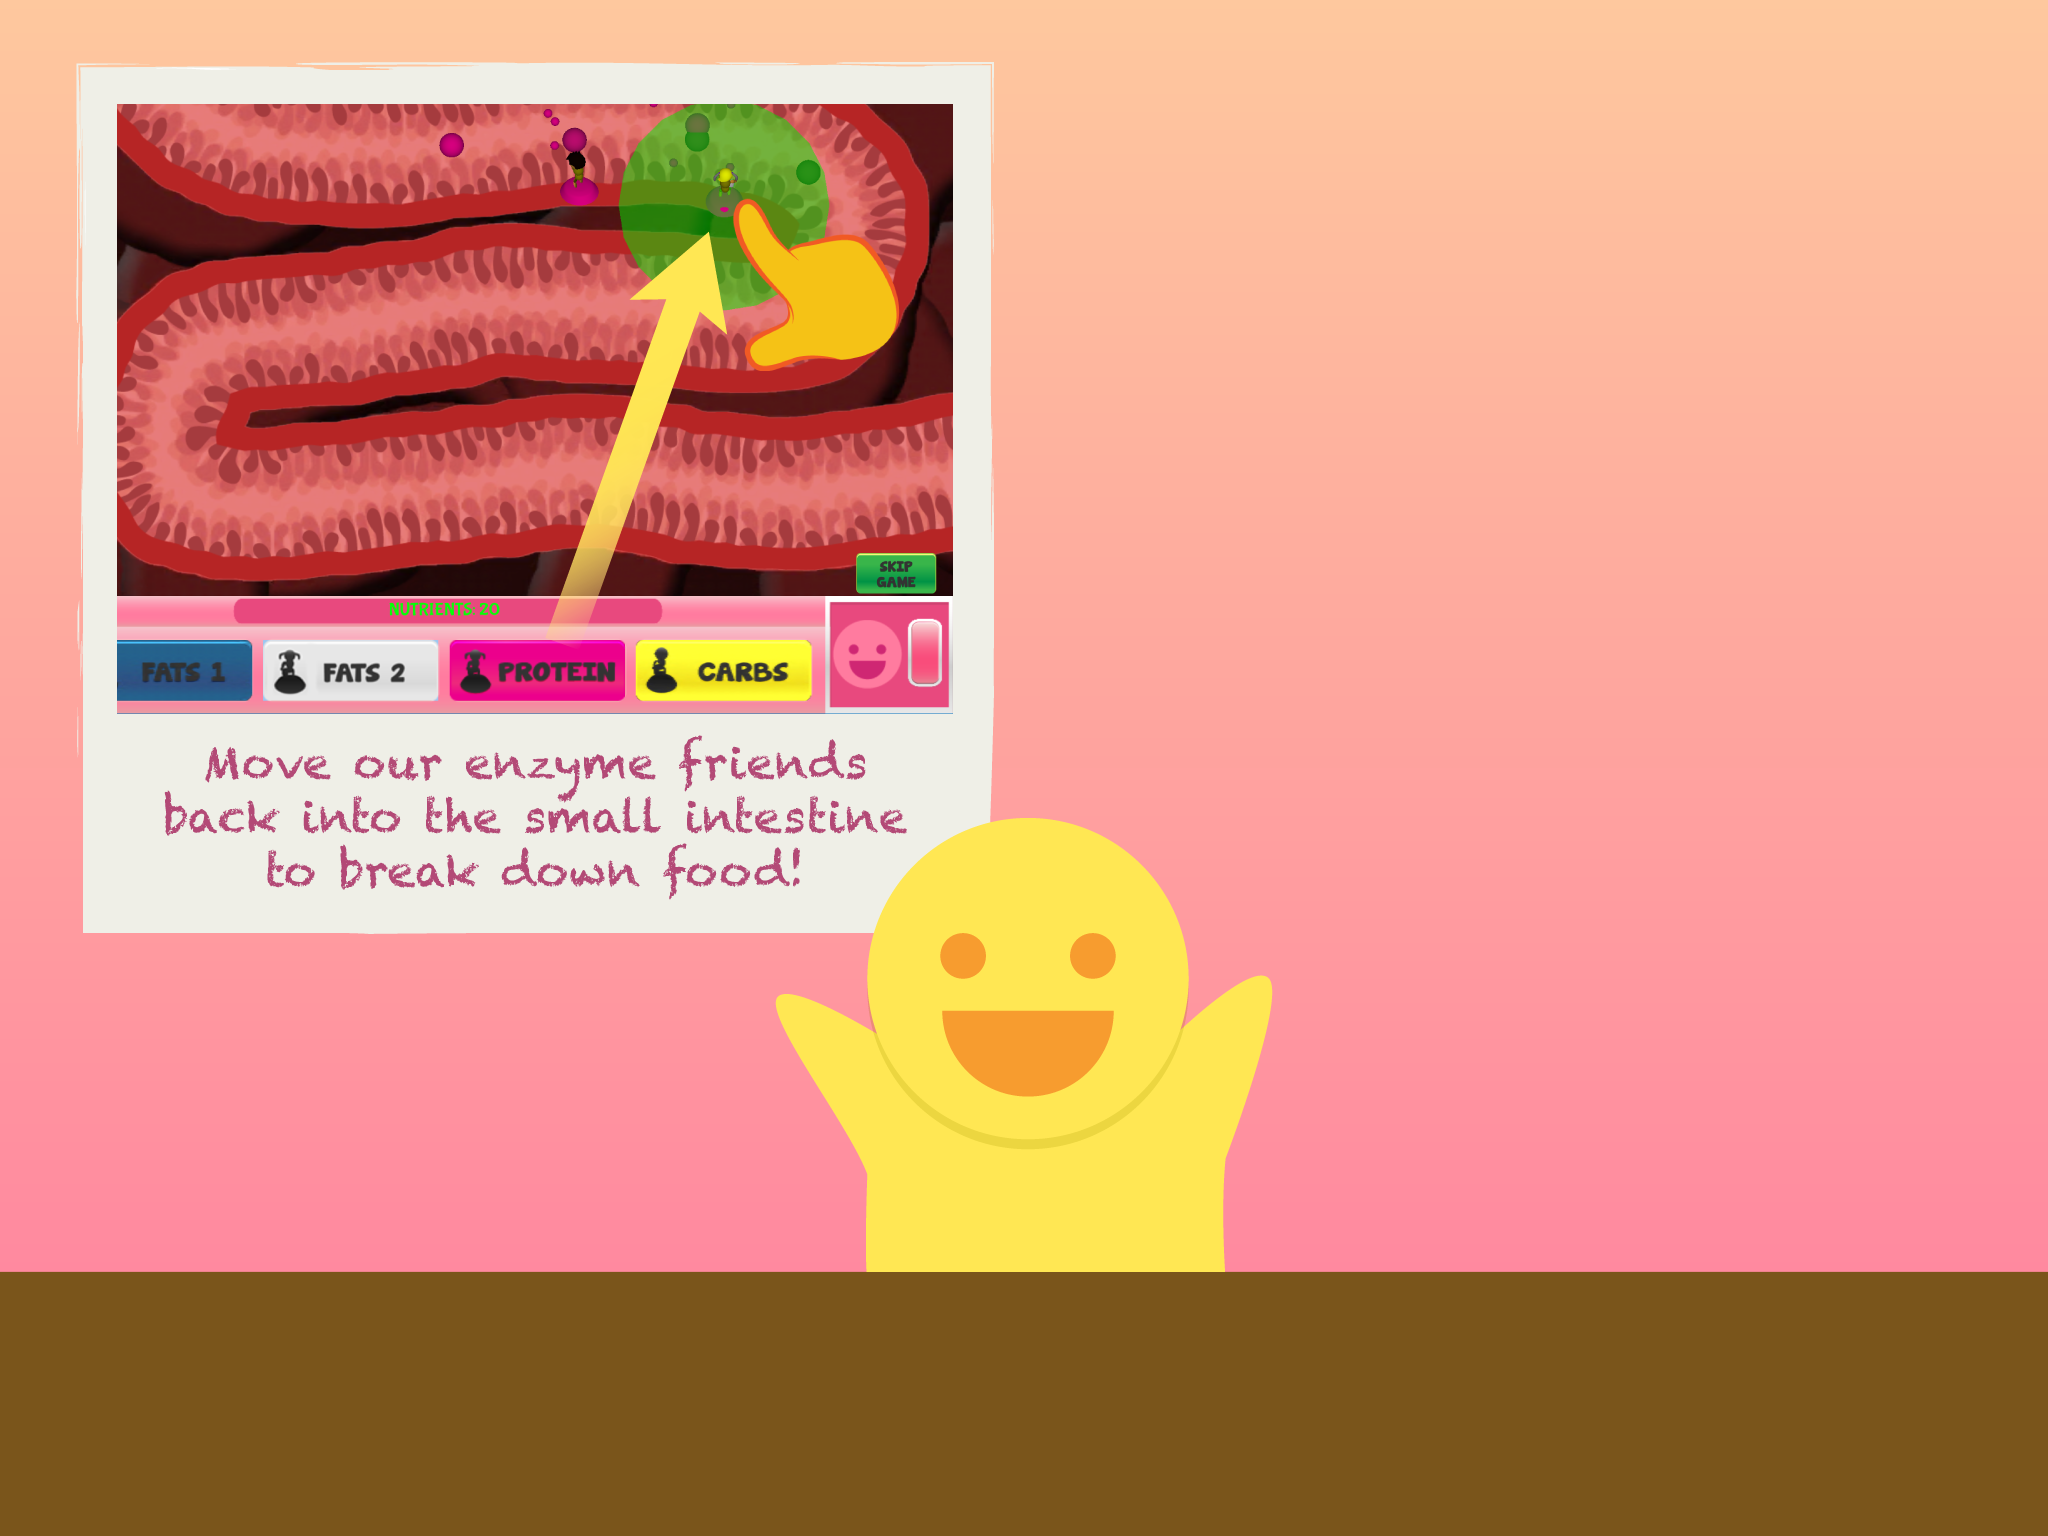 SKIP
GAME
NUTRIENTS: 20
FATS 1
FATS 2
PROTEIN
CARBS
Move our enzyme friends
back into the small intestine
to break down food!